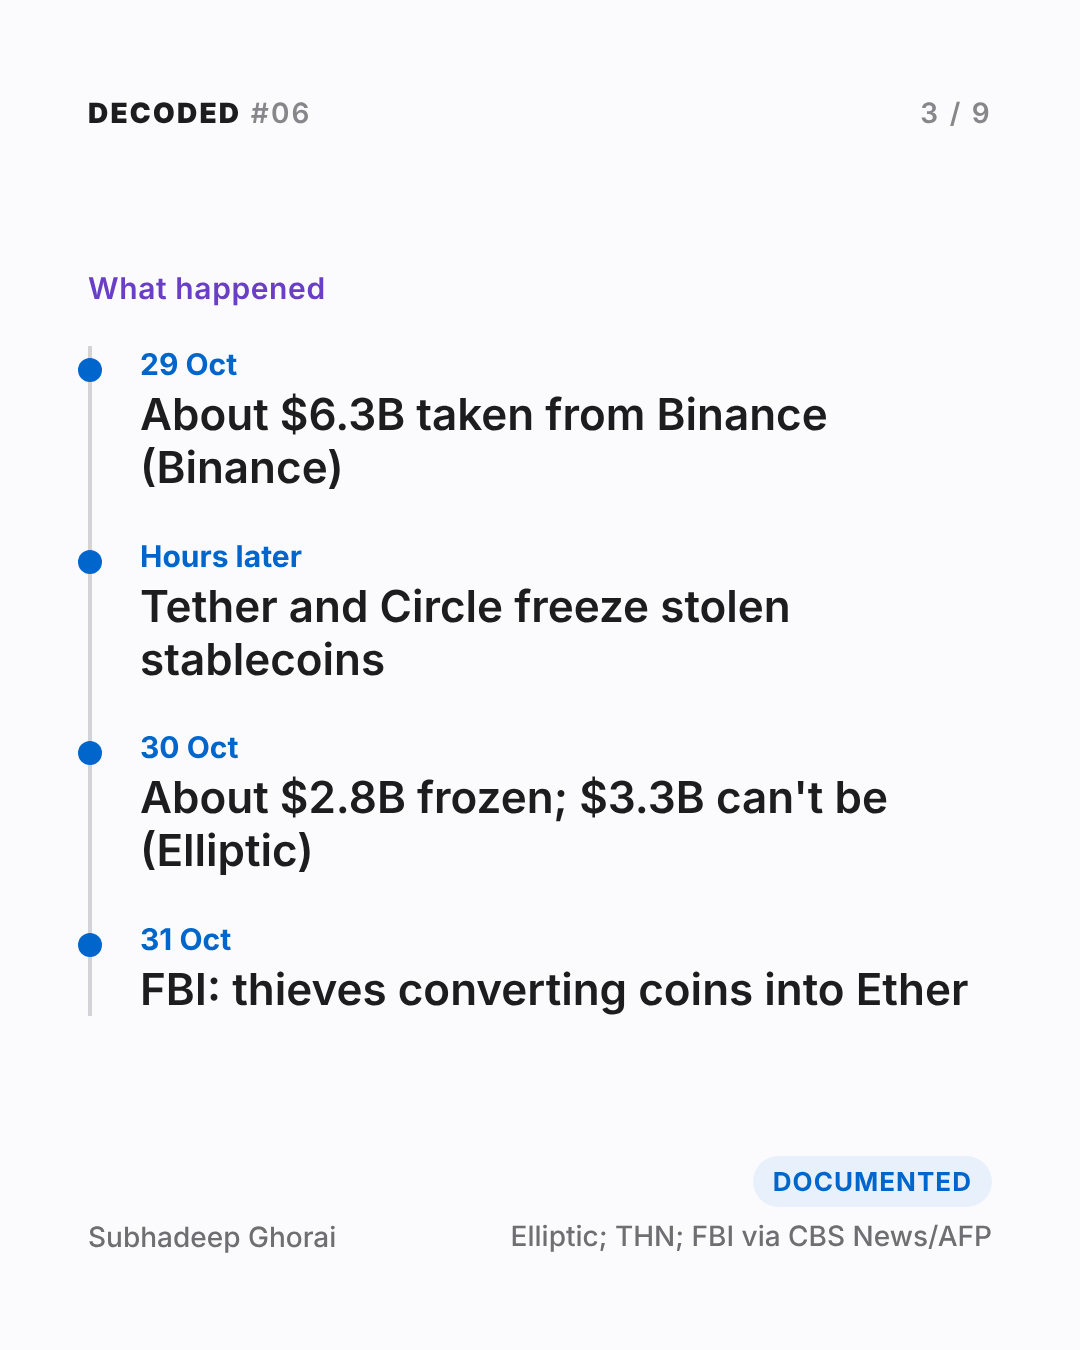 DECODED #06
3 / 9
What happened
29 Oct
About $6.3B taken from Binance
(Binance)
Hours later
Tether and Circle freeze stolen
stablecoins
30 Oct
About $2.8B frozen; $3.3B can't be
(Elliptic)
31 Oct
FBI: thieves converting coins into Ether
DOCUMENTED
Subhadeep Ghorai
Elliptic; THN; FBI via CBS News/AFP